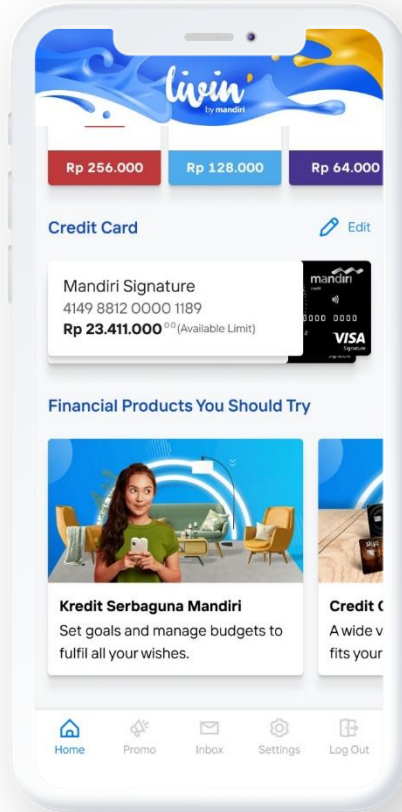 livin'
by mandiri
Rp 256.000
Rp 128.000
Rp 64.000
Credit Card
Edit
Mandiri Signature
4149 8812 0000 1189
Rp 23.411.000 00 (Available Limit)
mandiri
credit
0000 0000
VISA
Signature
Financial Products You Should Try
Kredit Serbaguna Mandiri
Set goals and manage budgets to
fulfil all your wishes.
Credit C
A wide v
fits your
Home
Promo
Inbox
Settings
Log Out